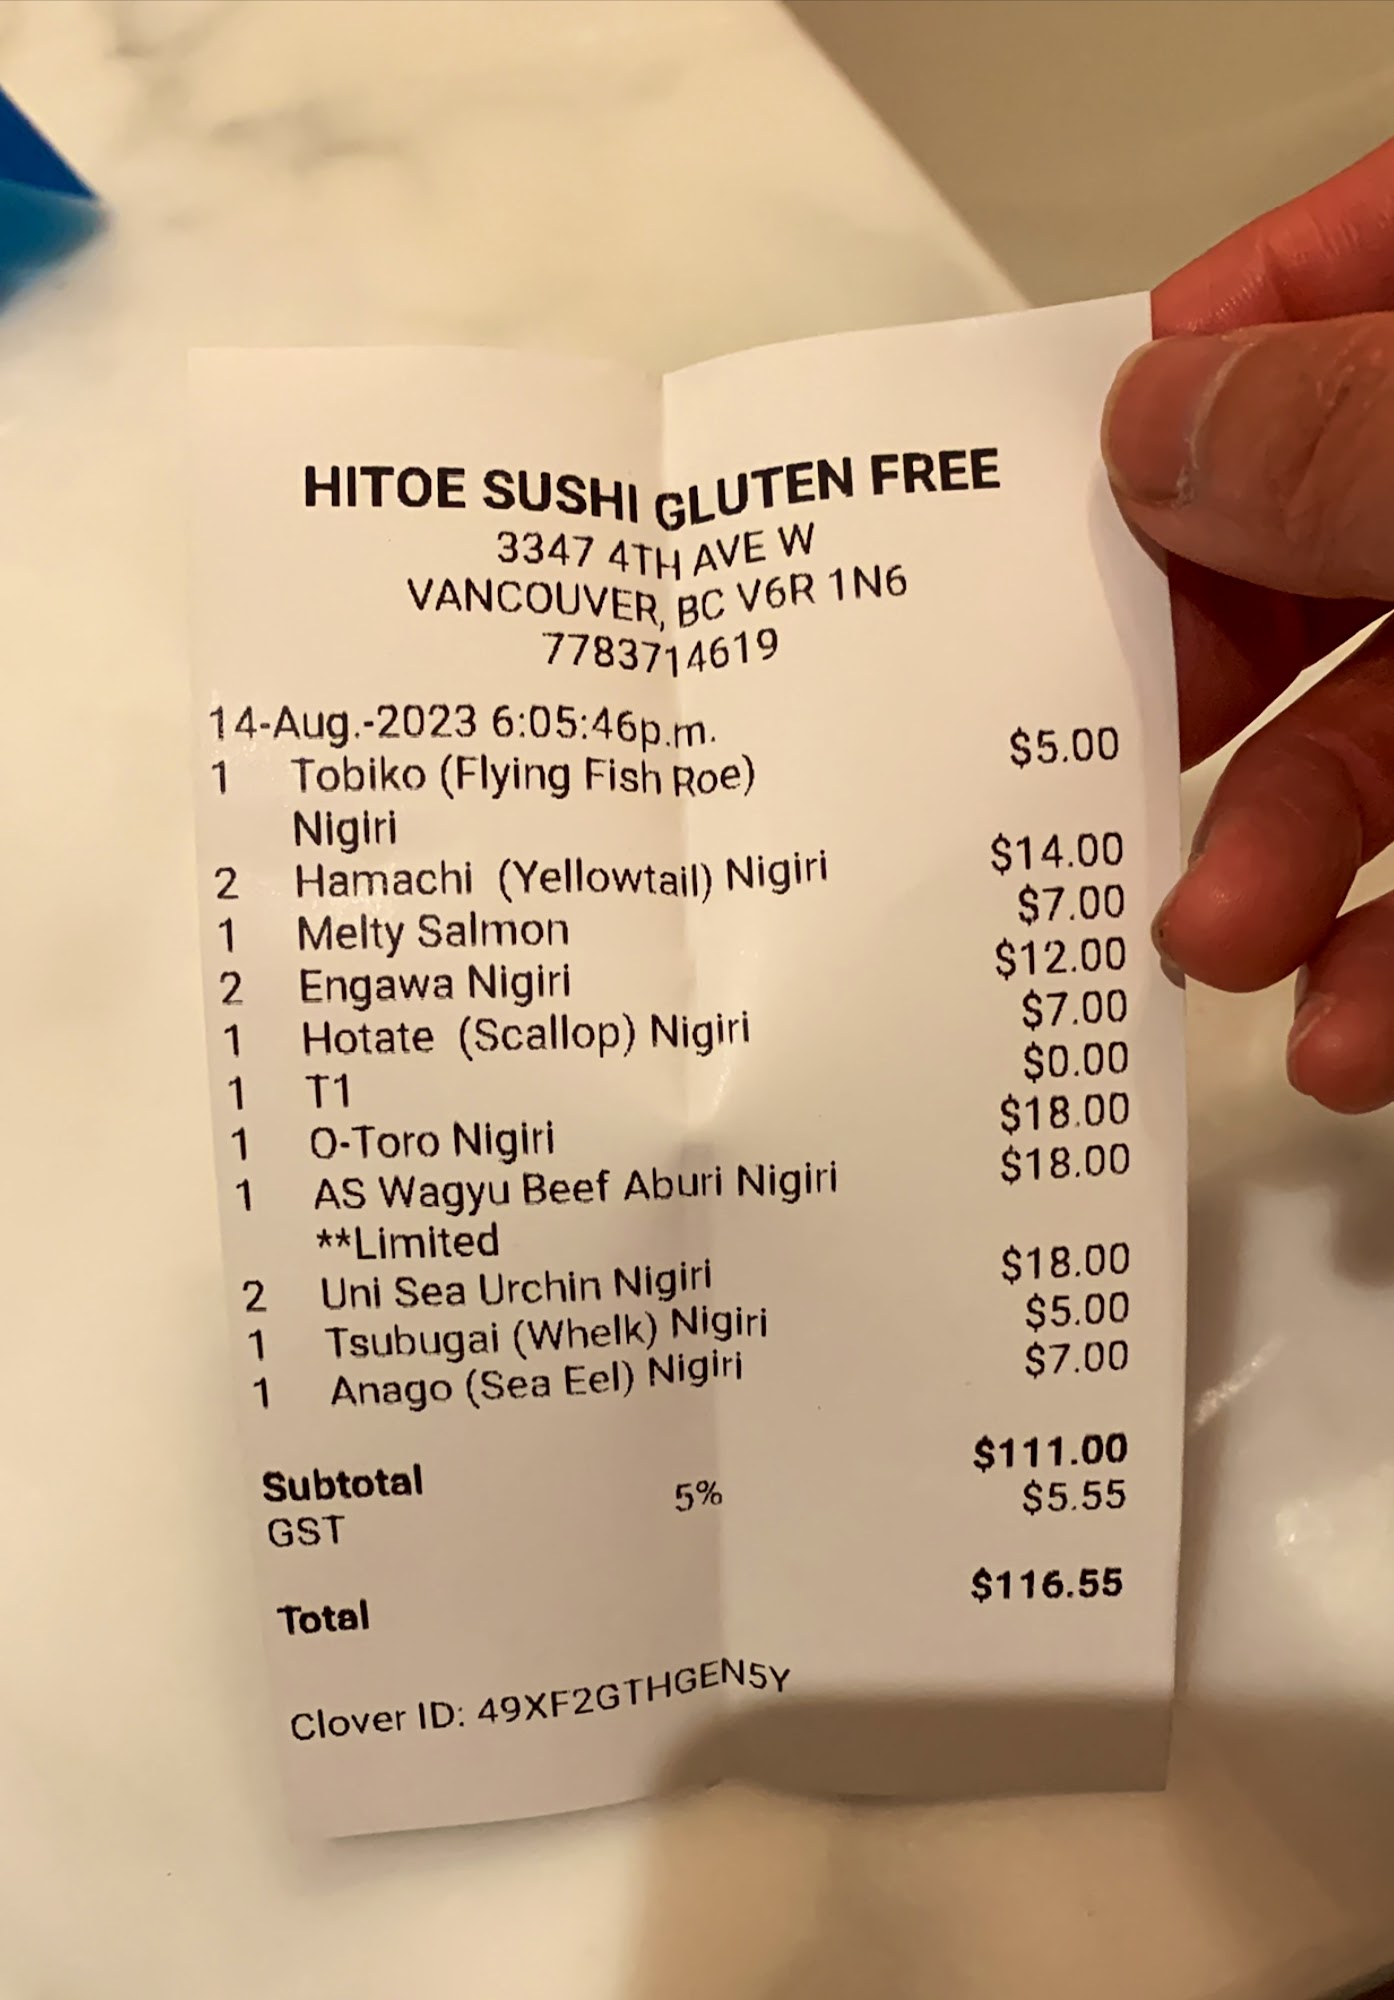 HITOE SUSHI GLUTEN FREE
3347 4TH AVE W
VANCOUVER, BC V6R 1N6
7783714619
14-Aug.-2023 6:05:46p.m.
1 Tobiko (Flying Fish Roe) $5.00
Nigiri
2 Hamachi (Yellowtail) Nigiri $14.00
1 Melty Salmon $7.00
2 Engawa Nigiri $12.00
1 Hotate (Scallop) Nigiri $7.00
1 T1 $0.00
1 O-Toro Nigiri $18.00
1 AS Wagyu Beef Aburi Nigiri $18.00
**Limited
2 Uni Sea Urchin Nigiri $18.00
1 Tsubugai (Whelk) Nigiri $5.00
1 Anago (Sea Eel) Nigiri $7.00
Subtotal $111.00
GST 5% $5.55
Total $116.55
Clover ID: 49XF2GTHGEN5Y